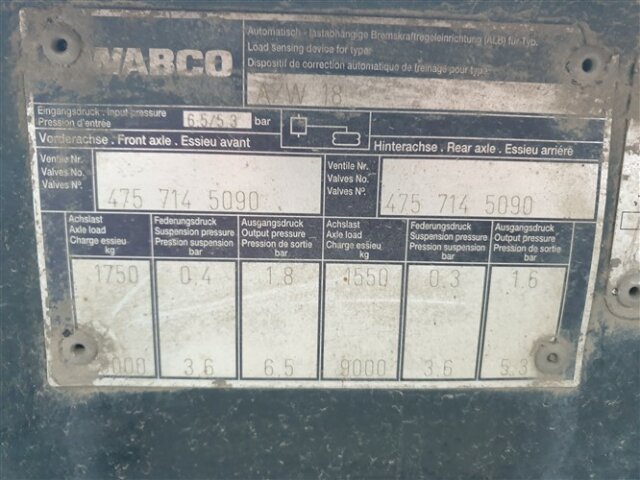 WABCO
Automatisch - lastabhängige Bremskraftregeleinrichtung (ALB) für Typ.
Load sensing device for type:
Dispositif de correction automatique de freinage pour type:
AZW 18
Eingangsdruck . Input pressure
Pression d'entrée
6.5/5.3 bar
Vorderachse . Front axle . Essieu avant
Hinterachse . Rear axle . Essieu arriére
Ventile Nr.
Valves No.
Valves N°.
475 714 5090
Ventile Nr.
Valves No.
Valves N°.
475 714 5090
Achslast Federungsdruck Ausgangsdruck Achslast Federungsdruck Ausgangsdruck
Axle load Suspension pressure Output pressure Axle load Suspension pressure Output pressure
Charge essieu Pression suspension Pression de sortie Charge essieu Pression suspension Pression de sortie
kg bar bar kg bar bar
1750 0.4 1.8 1550 0.3 1.6
000 3.6 6.5 9000 3.6 5.3